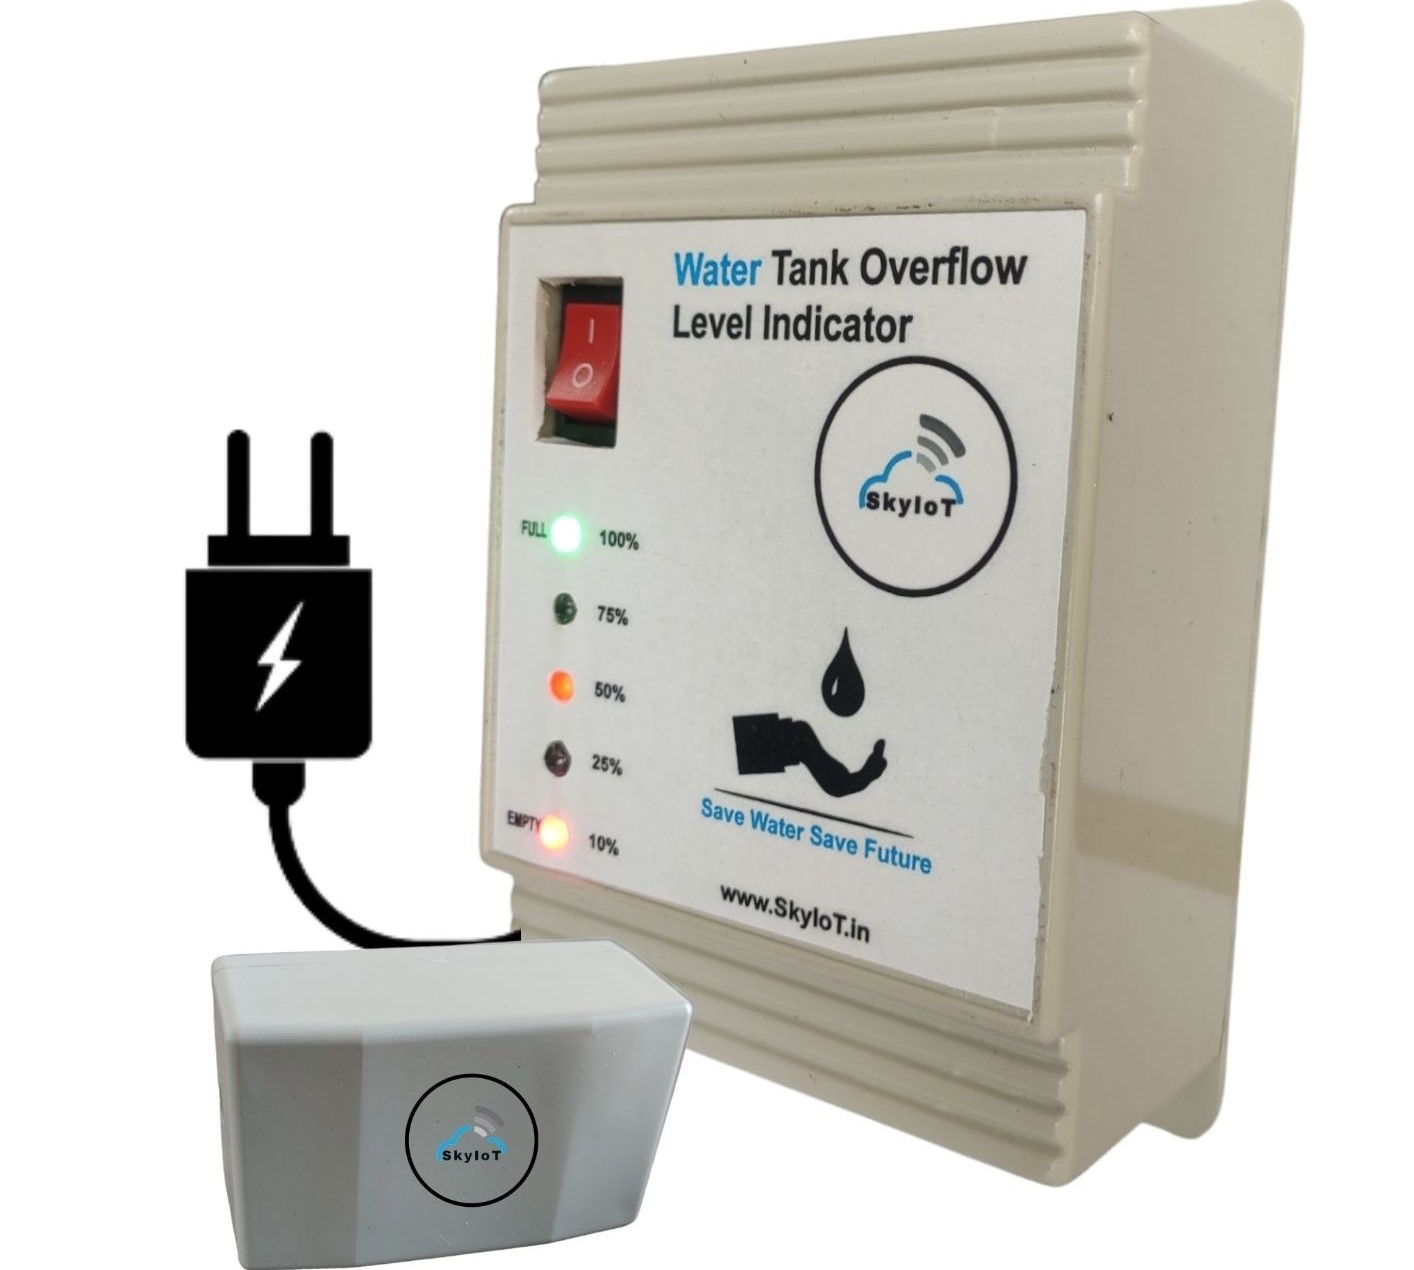 Water Tank Overflow
Level Indicator
I
O
SkyIoT
FULL 100%
75%
50%
25%
EMPTY 10%
Save Water Save Future
www.SkyIoT.in
SkyIoT